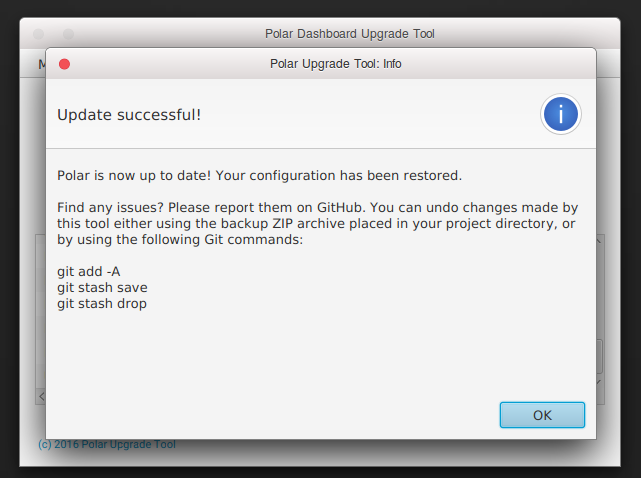 Polar Dashboard Upgrade Tool
Polar Upgrade Tool: Info
Update successful!
Polar is now up to date! Your configuration has been restored.
Find any issues? Please report them on GitHub. You can undo changes made by
this tool either using the backup ZIP archive placed in your project directory, or
by using the following Git commands:
git add -A
git stash save
git stash drop
OK
(c) 2016 Polar Upgrade Tool